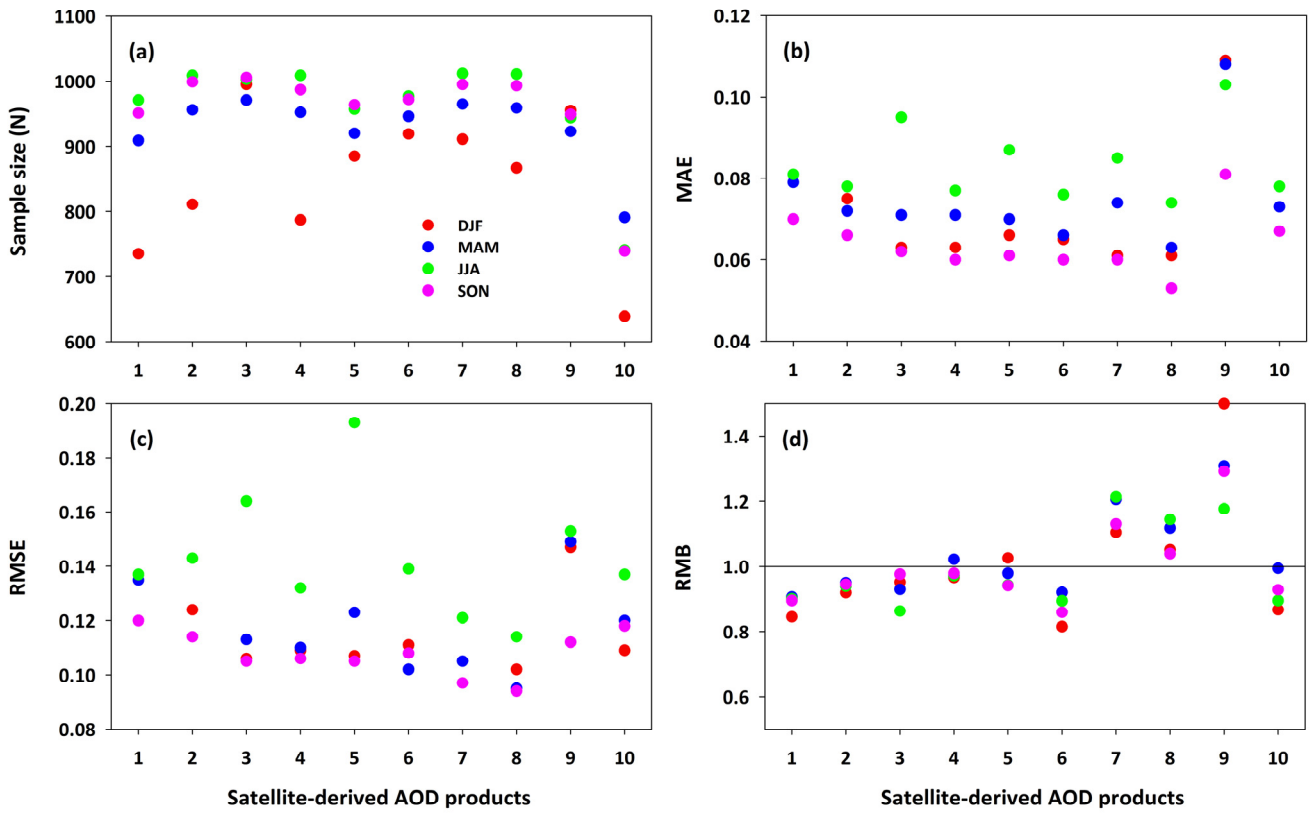 (a)
Sample size (N)
1100
1000
900
800
700
600
DJF
MAM
JJA
SON
1 2 3 4 5 6 7 8 9 10
(b)
MAE
0.12
0.10
0.08
0.06
0.04
1 2 3 4 5 6 7 8 9 10
(c)
RMSE
0.20
0.18
0.16
0.14
0.12
0.10
0.08
1 2 3 4 5 6 7 8 9 10
Satellite-derived AOD products
(d)
RMB
1.4
1.2
1.0
0.8
0.6
1 2 3 4 5 6 7 8 9 10
Satellite-derived AOD products